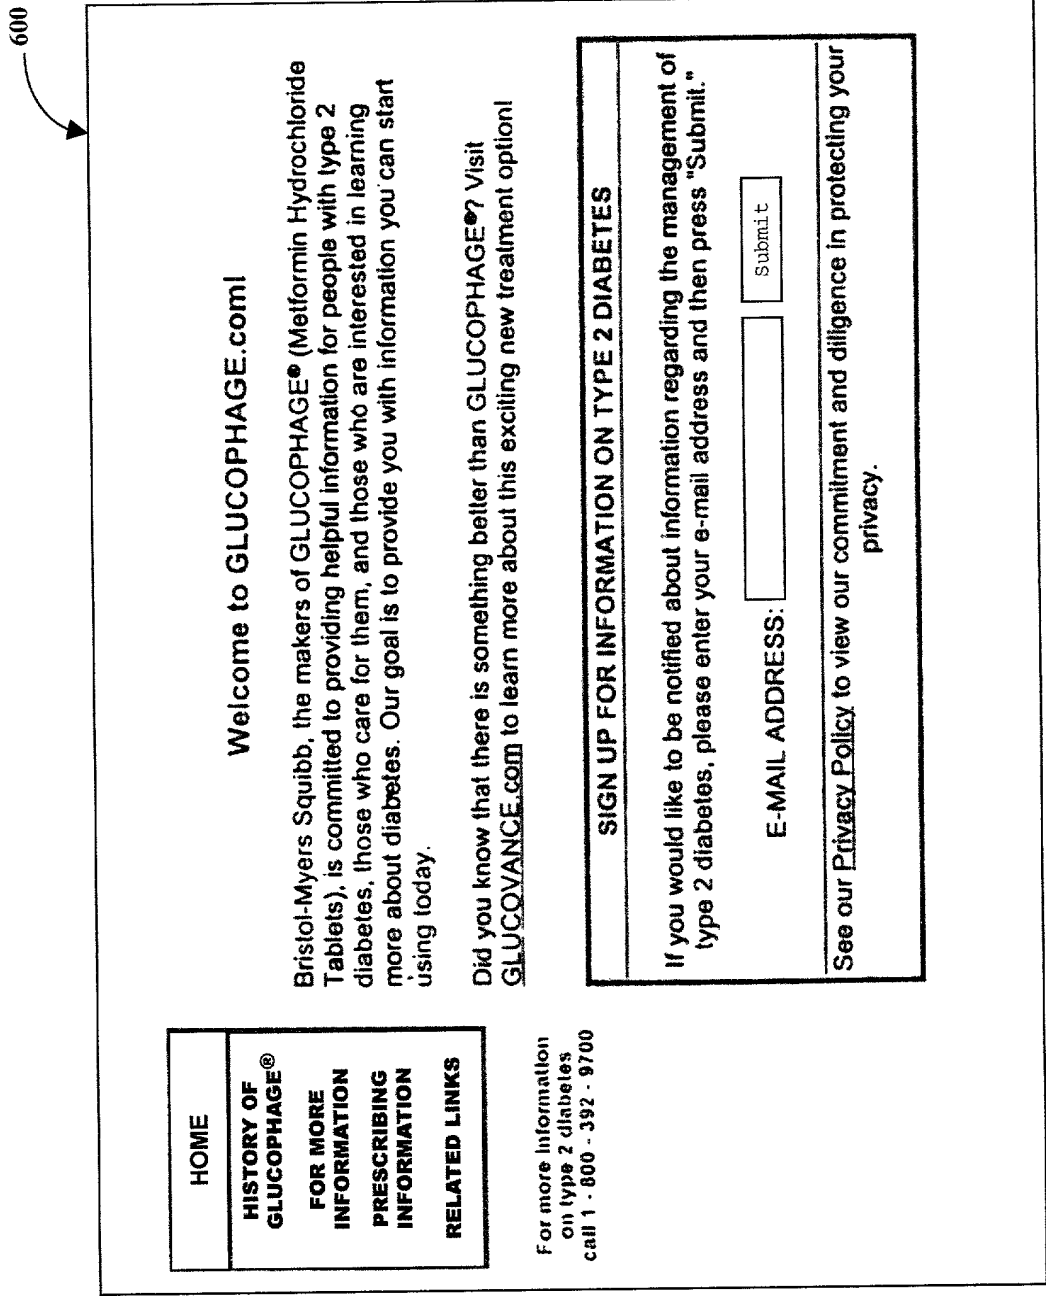 600
HOME
HISTORY OF
GLUCOPHAGE®
FOR MORE
INFORMATION
PRESCRIBING
INFORMATION
RELATED LINKS
For more information
on type 2 diabetes
call 1 - 800 - 392 - 9700
Welcome to GLUCOPHAGE.com!
Bristol-Myers Squibb, the makers of GLUCOPHAGE® (Metformin Hydrochloride
Tablets), is committed to providing helpful information for people with type 2
diabetes, those who care for them, and those who are interested in learning
more about diabetes. Our goal is to provide you with information you can start
using today.
Did you know that there is something better than GLUCOPHAGE®? Visit
GLUCOVANCE.com to learn more about this exciting new treatment option!
SIGN UP FOR INFORMATION ON TYPE 2 DIABETES
If you would like to be notified about information regarding the management of
type 2 diabetes, please enter your e-mail address and then press "Submit."
E-MAIL ADDRESS:
Submit
See our Privacy Policy to view our commitment and diligence in protecting your
privacy.